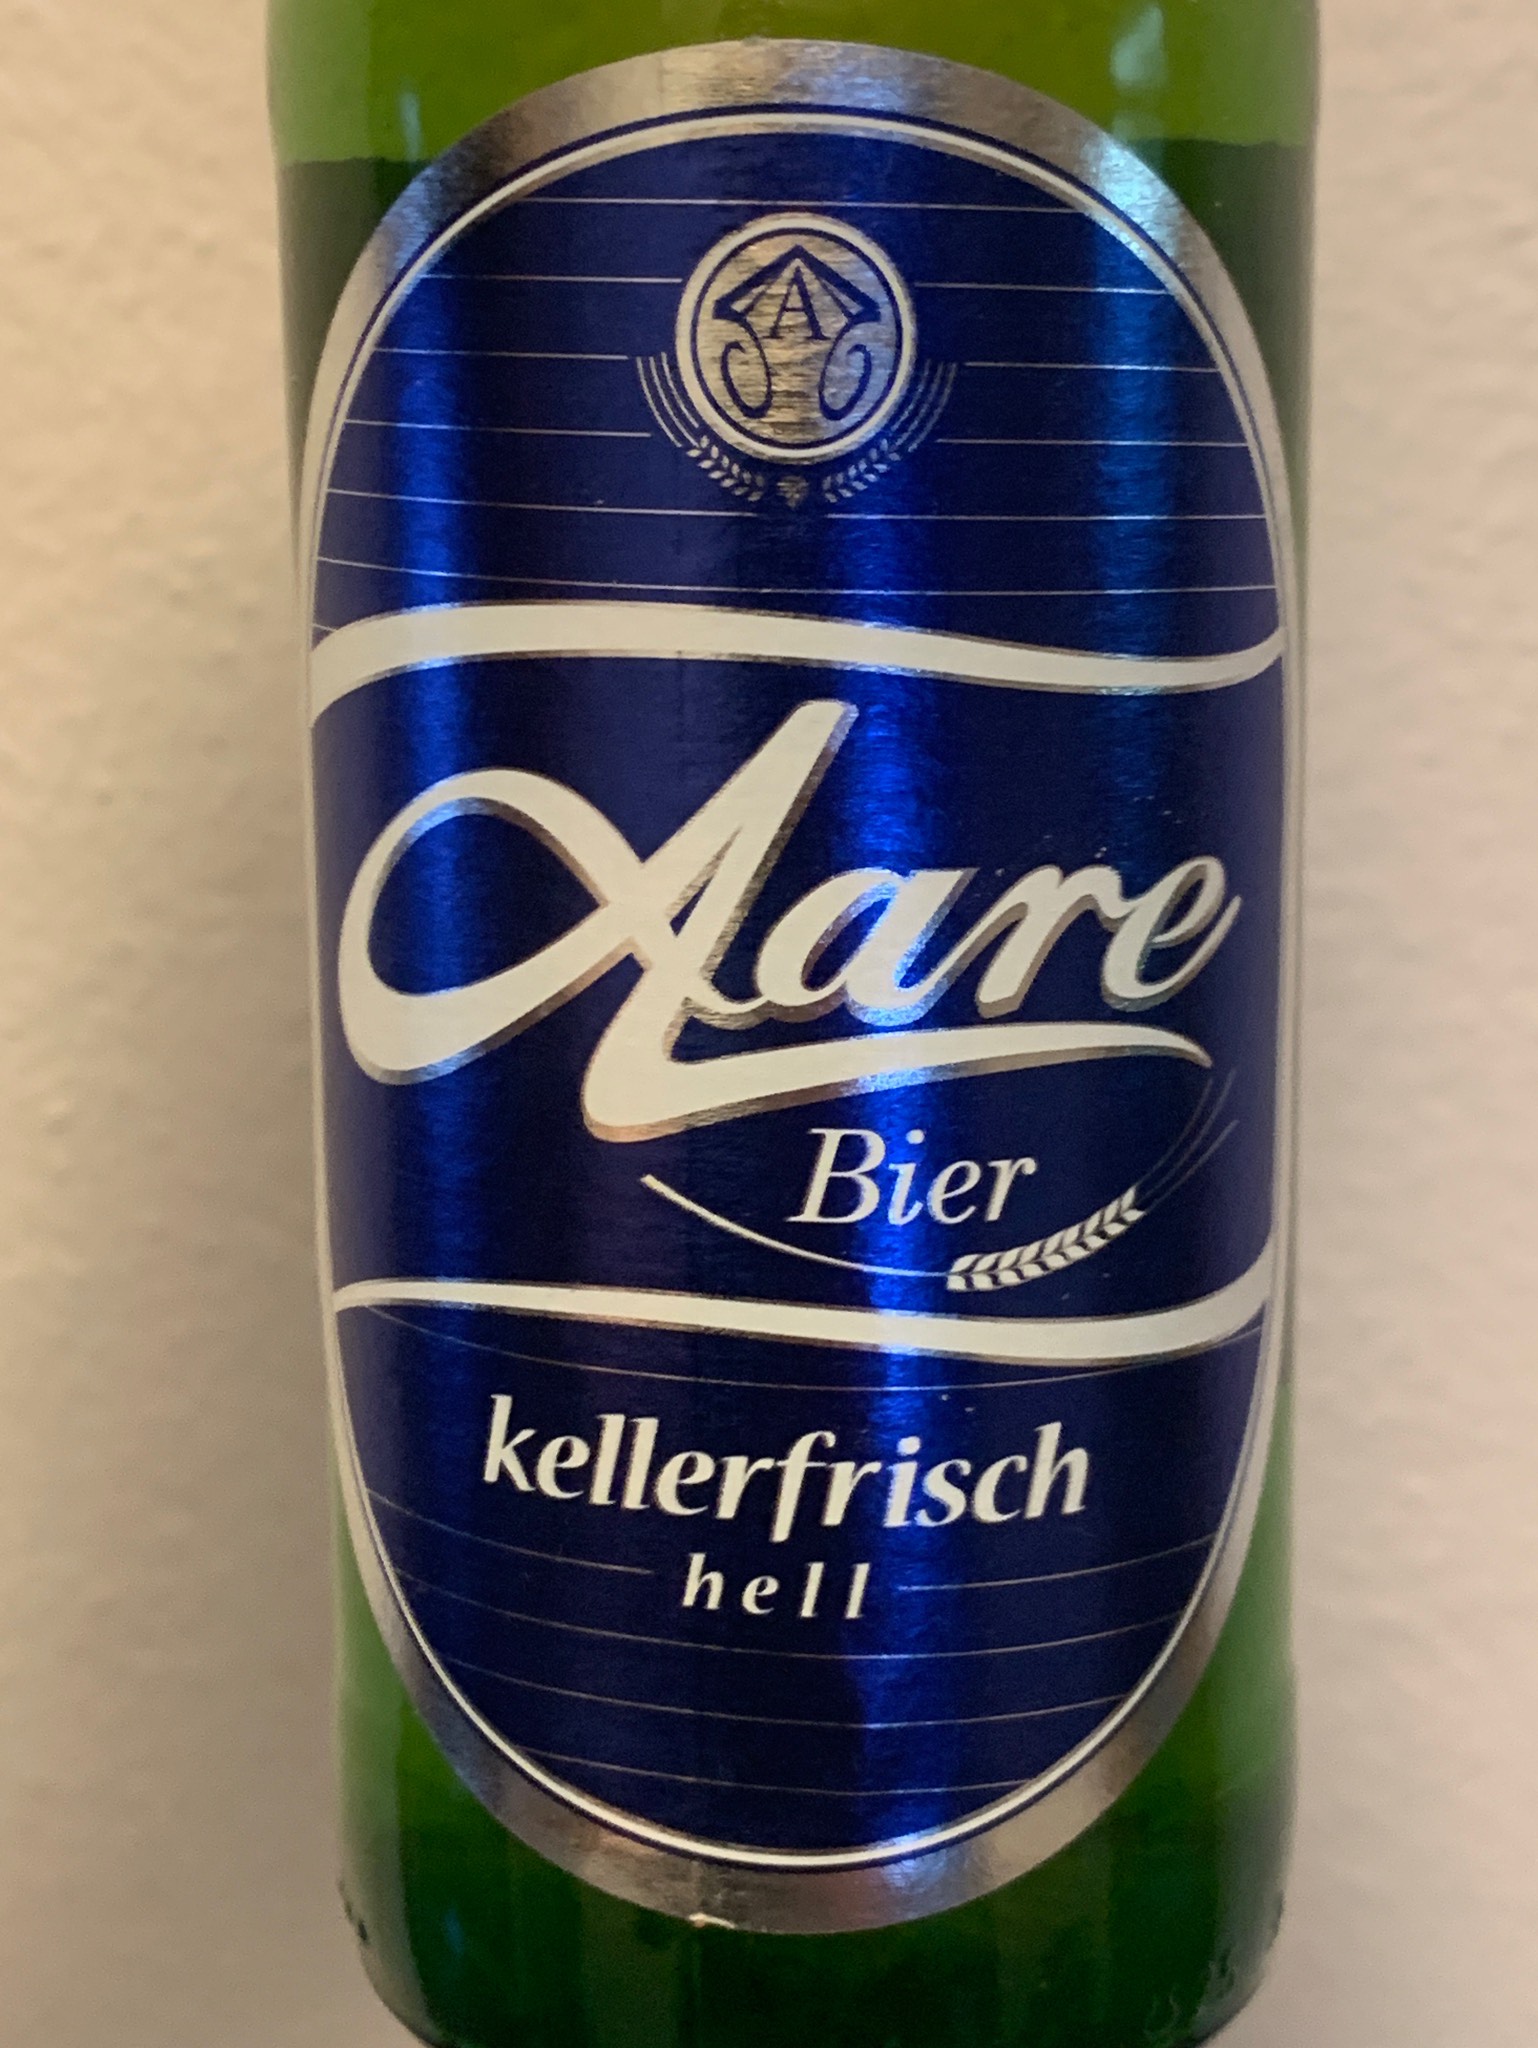 A
Aare
Bier
kellerfrisch
hell